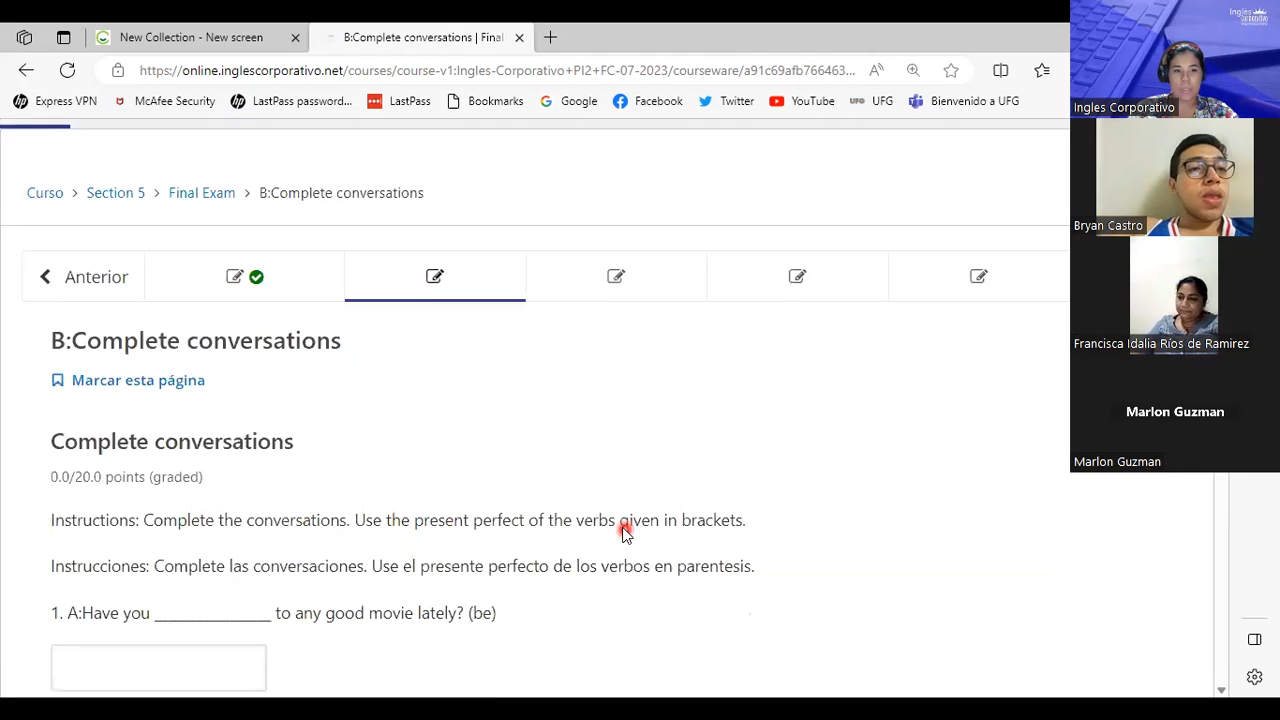 New Collection - New screen
B:Complete conversations | Final
https://online.inglescorporativo.net/courses/course-v1:Ingles-Corporativo+PI2+FC-07-2023/courseware/a91c69afb766463...
Express VPN
McAfee Security
LastPass password...
LastPass
Bookmarks
Google
Facebook
Twitter
YouTube
UFG
UFG
Bienvenido a UFG
Ingles
Corporativo
Ingles Corporativo
Bryan Castro
Francisca Idalia Ríos de Ramirez
Marlon Guzman
Marlon Guzman
Curso > Section 5 > Final Exam > B:Complete conversations
Anterior
B:Complete conversations
Marcar esta página
Complete conversations
0.0/20.0 points (graded)
Instructions: Complete the conversations. Use the present perfect of the verbs given in brackets.
Instrucciones: Complete las conversaciones. Use el presente perfecto de los verbos en parentesis.
1. A:Have you _______________ to any good movie lately? (be)